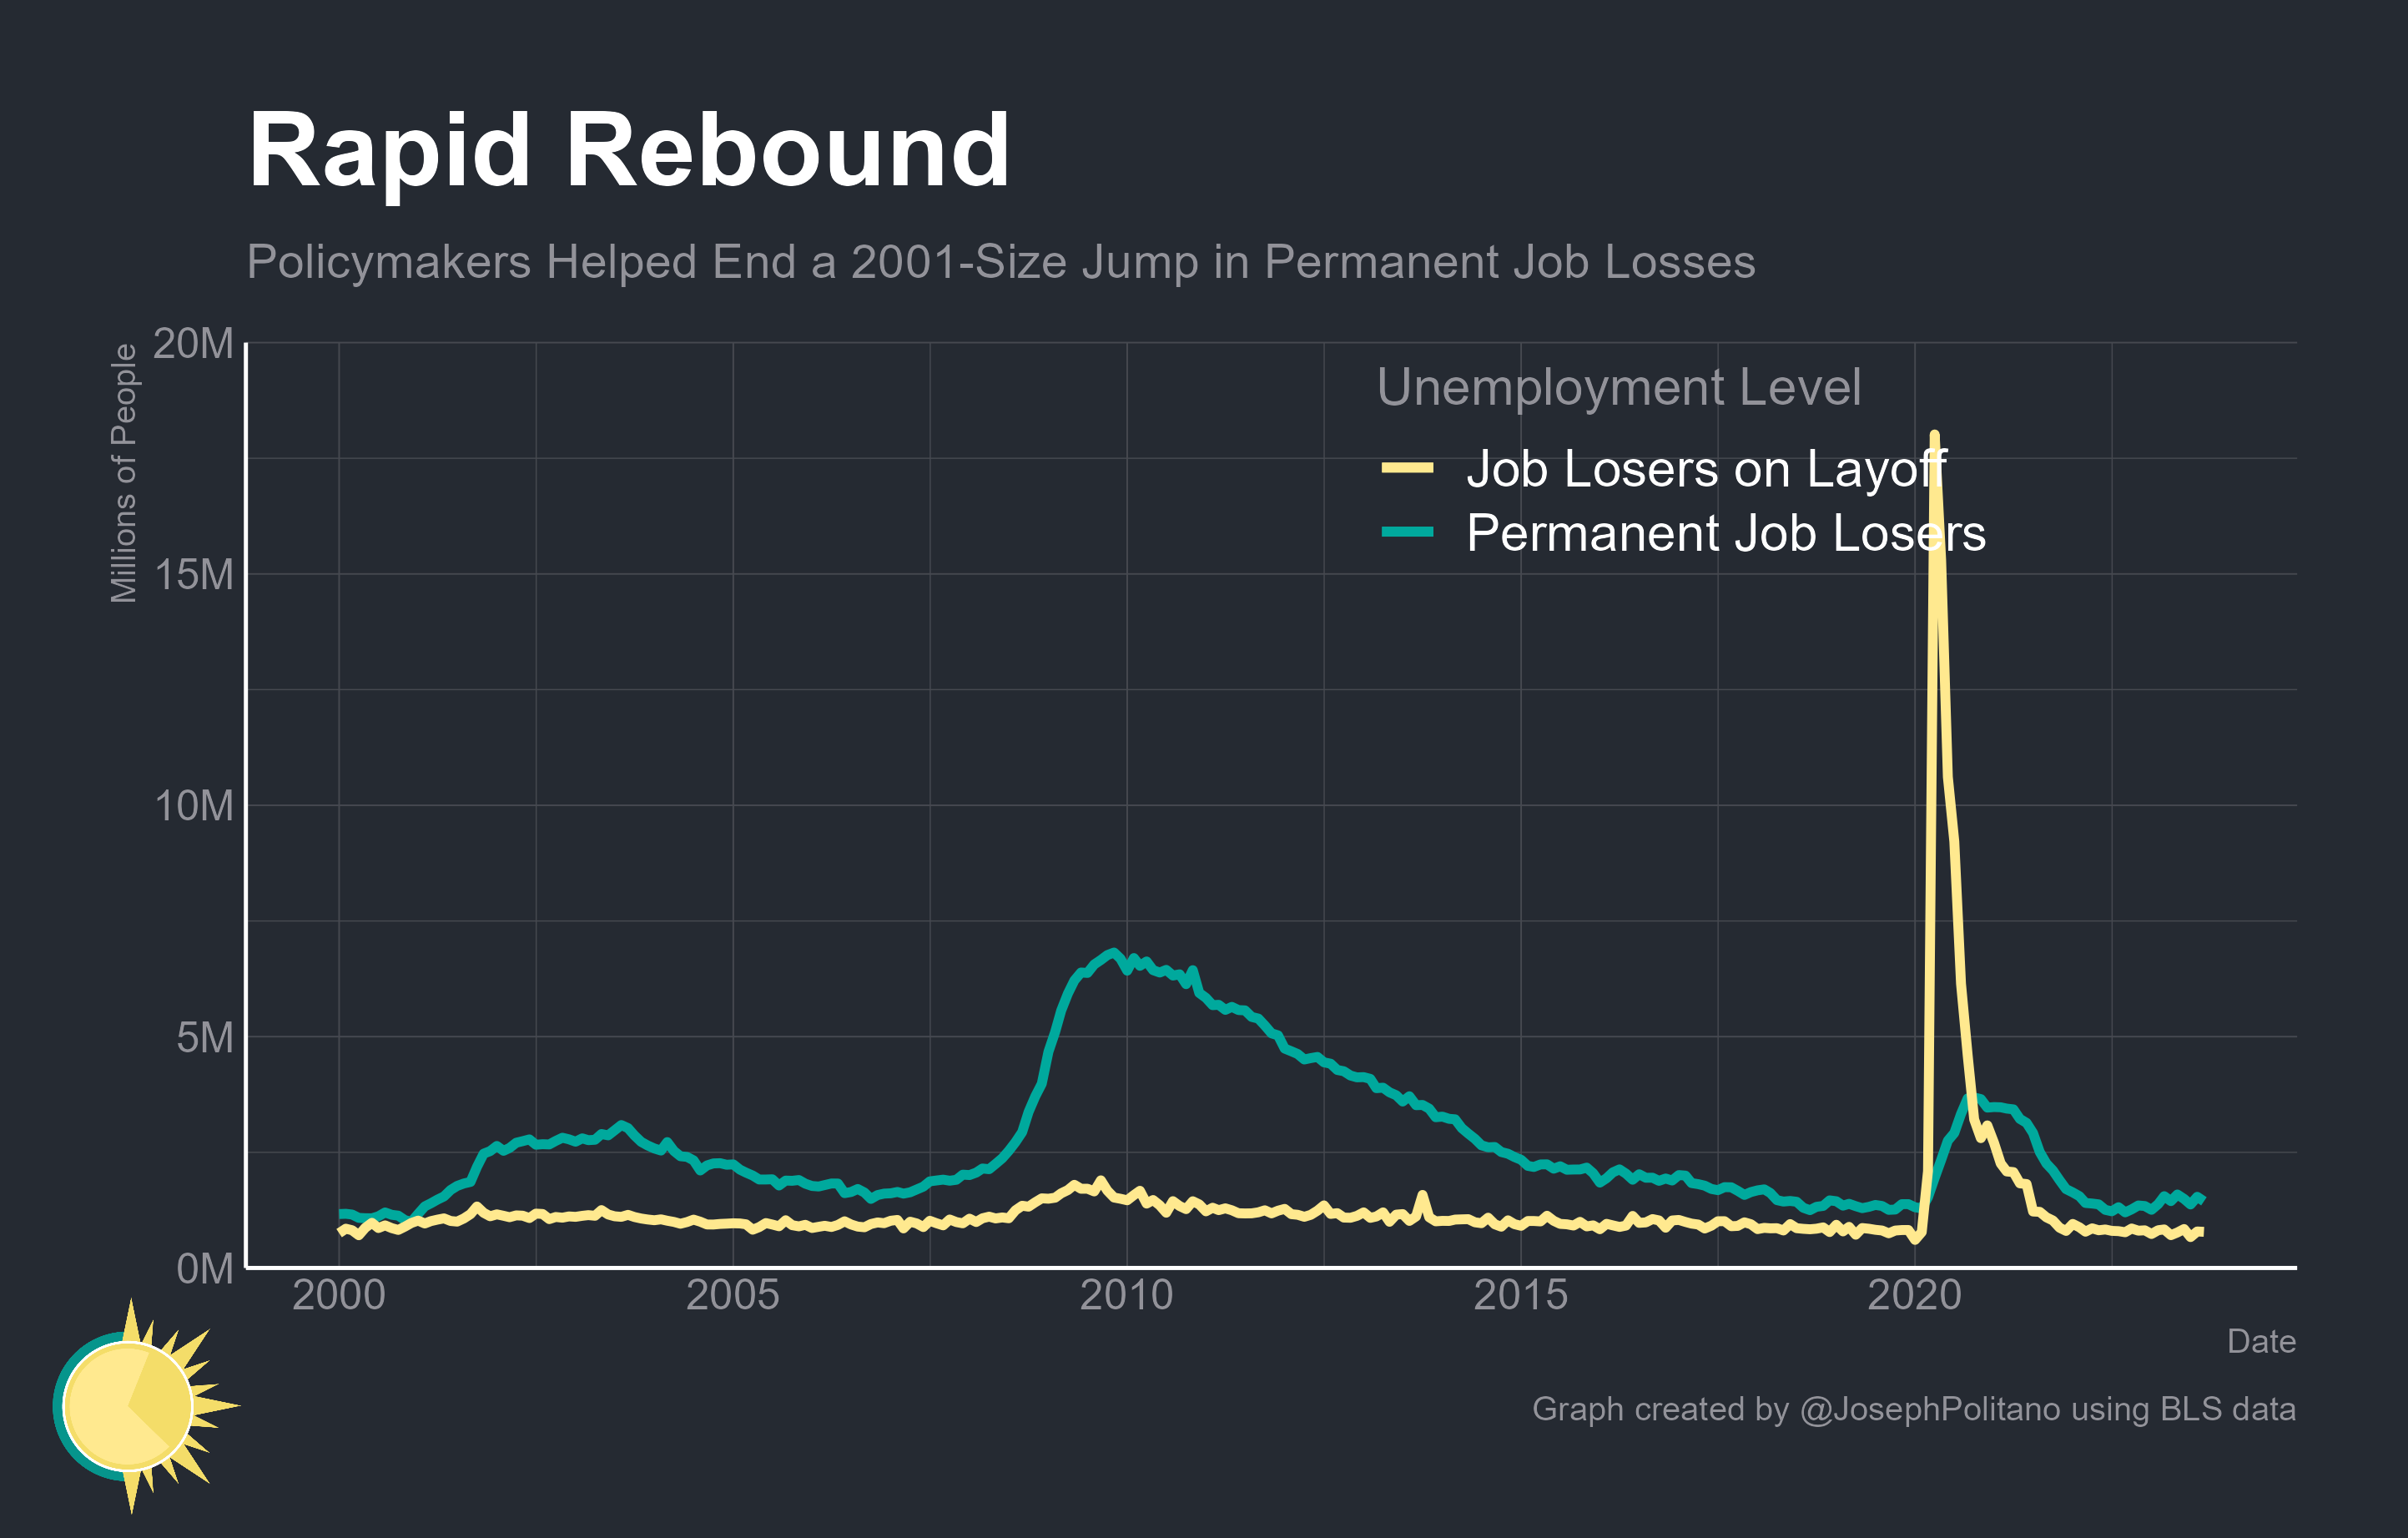 Rapid Rebound
Policymakers Helped End a 2001-Size Jump in Permanent Job Losses
Millions of People
20M
15M
10M
5M
0M
Unemployment Level
Job Losers on Layoff
Permanent Job Losers
2000 2005 2010 2015 2020
Date
Graph created by @JosephPolitano using BLS data